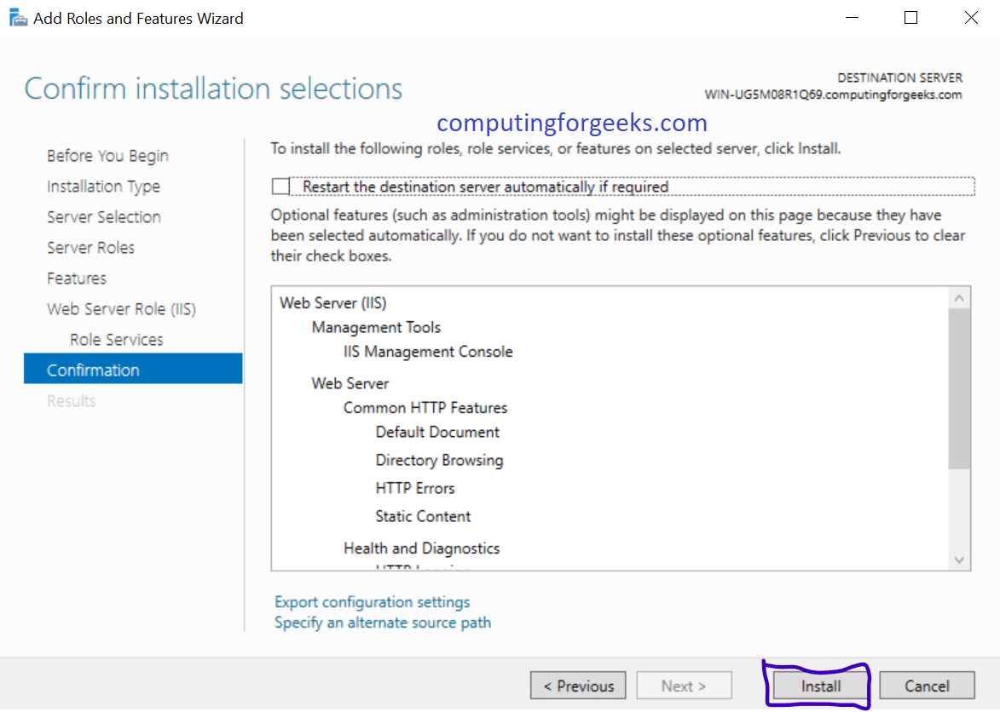 Add Roles and Features Wizard
Confirm installation selections
DESTINATION SERVER
WIN-UG5M08R1Q69.computingforgeeks.com
computingforgeeks.com
Before You Begin
Installation Type
Server Selection
Server Roles
Features
Web Server Role (IIS)
Role Services
Confirmation
Results
To install the following roles, role services, or features on selected server, click Install.
Restart the destination server automatically if required
Optional features (such as administration tools) might be displayed on this page because they have
been selected automatically. If you do not want to install these optional features, click Previous to clear
their check boxes.
Web Server (IIS)
Management Tools
IIS Management Console
Web Server
Common HTTP Features
Default Document
Directory Browsing
HTTP Errors
Static Content
Health and Diagnostics
Export configuration settings
Specify an alternate source path
< Previous
Next >
Install
Cancel